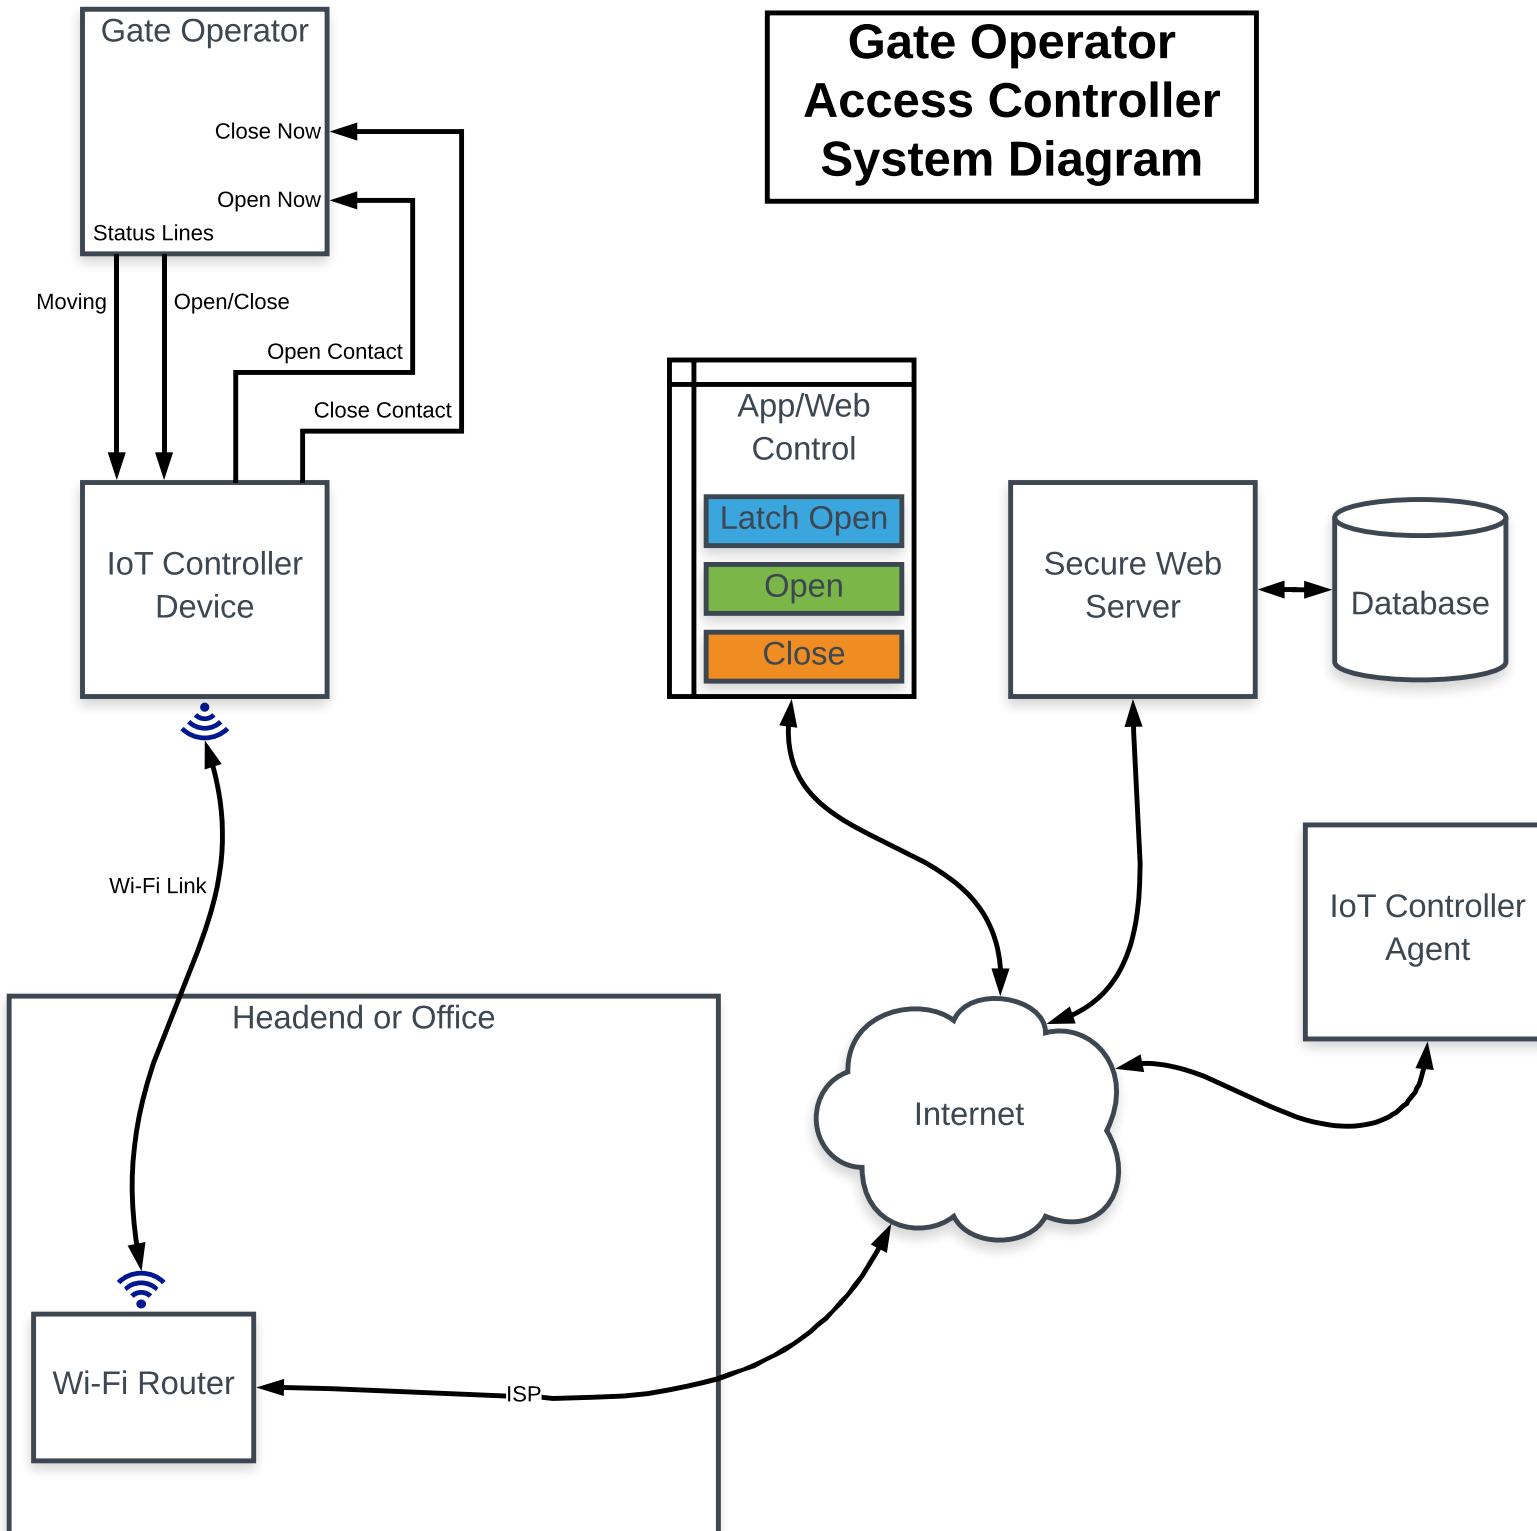 Gate Operator
Close Now
Open Now
Status Lines
Moving
Open/Close
Open Contact
Close Contact
IoT Controller
Device
Wi-Fi Link
Headend or Office
Wi-Fi Router
ISP
Gate Operator
Access Controller
System Diagram
App/Web
Control
Latch Open
Open
Close
Secure Web
Server
Database
IoT Controller
Agent
Internet